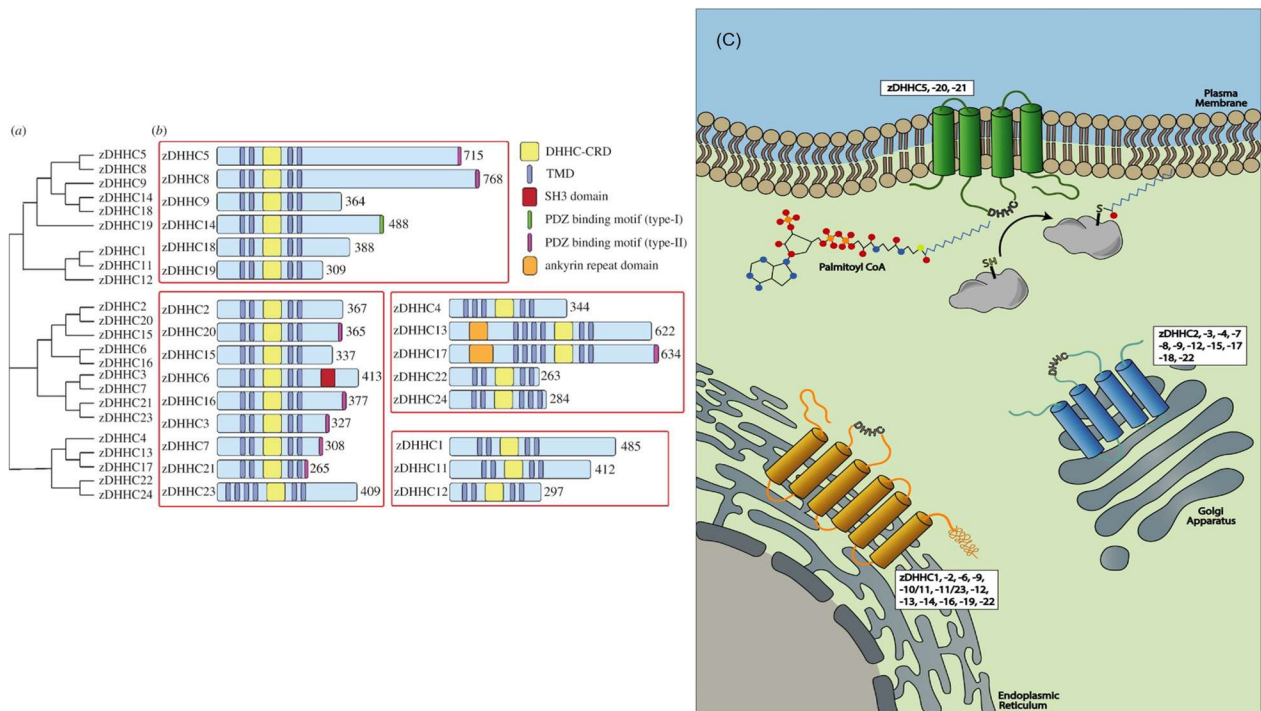 (a)
zDHHC5
zDHHC8
zDHHC9
zDHHC14
zDHHC18
zDHHC19
zDHHC1
zDHHC11
zDHHC12
zDHHC2
zDHHC20
zDHHC15
zDHHC6
zDHHC16
zDHHC3
zDHHC7
zDHHC21
zDHHC23
zDHHC4
zDHHC13
zDHHC17
zDHHC22
zDHHC24
(b)
zDHHC5 715
zDHHC8 768
zDHHC9 364
zDHHC14 488
zDHHC18 388
zDHHC19 309
DHHC-CRD
TMD
SH3 domain
PDZ binding motif (type-I)
PDZ binding motif (type-II)
ankyrin repeat domain
zDHHC2 367
zDHHC20 365
zDHHC15 337
zDHHC6 413
zDHHC16 377
zDHHC3 327
zDHHC7 308
zDHHC21 265
zDHHC23 409
zDHHC4 344
zDHHC13 622
zDHHC17 634
zDHHC22 263
zDHHC24 284
zDHHC1 485
zDHHC11 412
zDHHC12 297
(C)
zDHHC5, -20, -21
Plasma
Membrane
DHHC
S
Palmitoyl CoA
SH
zDHHC2, -3, -4, -7
-8, -9, -12, -15, -17
-18, -22
DHHC
DHHC
Golgi
Apparatus
zDHHC1, -2, -6, -9,
-10/11, -11/23, -12,
-13, -14, -16, -19, -22
Endoplasmic
Reticulum